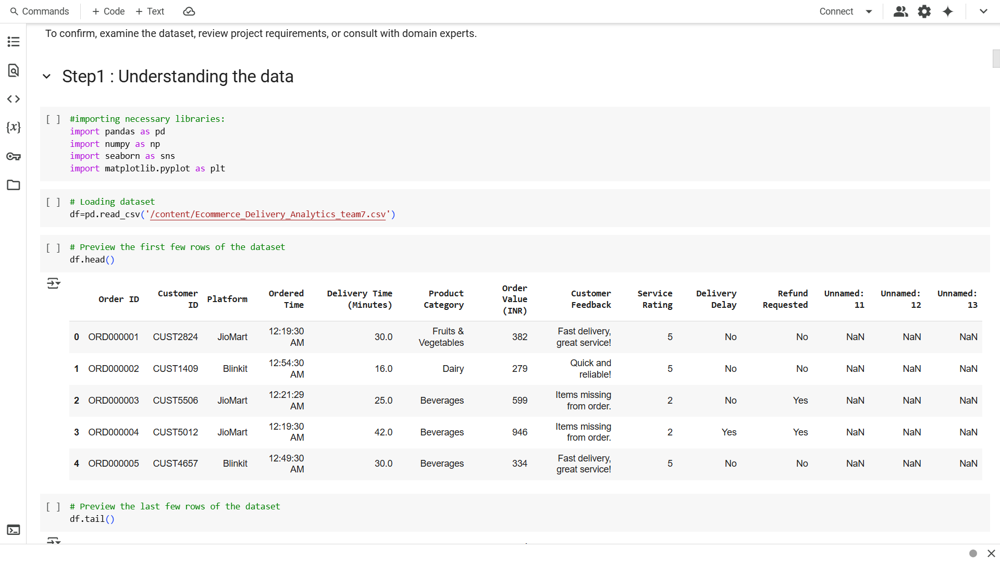 Commands
+ Code
+ Text
Connect
To confirm, examine the dataset, review project requirements, or consult with domain experts.
Step1 : Understanding the data
[ ] #importing necessary libraries:
import pandas as pd
import numpy as np
import seaborn as sns
import matplotlib.pyplot as plt
[ ] # Loading dataset
df=pd.read_csv('/content/Ecommerce_Delivery_Analytics_team7.csv')
[ ] # Preview the first few rows of the dataset
df.head()
Order ID Customer ID Platform Ordered Time Delivery Time (Minutes) Product Category Order Value (INR) Customer Feedback Service Rating Delivery Delay Refund Requested Unnamed: 11 Unnamed: 12 Unnamed: 13
0 ORD000001 CUST2824 JioMart 12:19:30 AM 30.0 Fruits & Vegetables 382 Fast delivery, great service! 5 No No NaN NaN NaN
1 ORD000002 CUST1409 Blinkit 12:54:30 AM 16.0 Dairy 279 Quick and reliable! 5 No No NaN NaN NaN
2 ORD000003 CUST5506 JioMart 12:21:29 AM 25.0 Beverages 599 Items missing from order. 2 No Yes NaN NaN NaN
3 ORD000004 CUST5012 JioMart 12:19:30 AM 42.0 Beverages 946 Items missing from order. 2 Yes Yes NaN NaN NaN
4 ORD000005 CUST4657 Blinkit 12:49:30 AM 30.0 Beverages 334 Fast delivery, great service! 5 No No NaN NaN NaN
[ ] # Preview the last few rows of the dataset
df.tail()